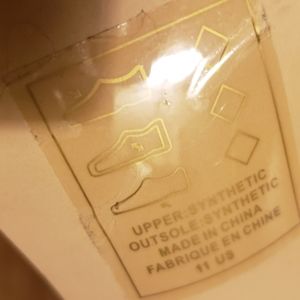 UPPER:SYNTHETIC
OUTSOLE:SYNTHETIC
MADE IN CHINA
FABRIQUE EN CHINE
11 US